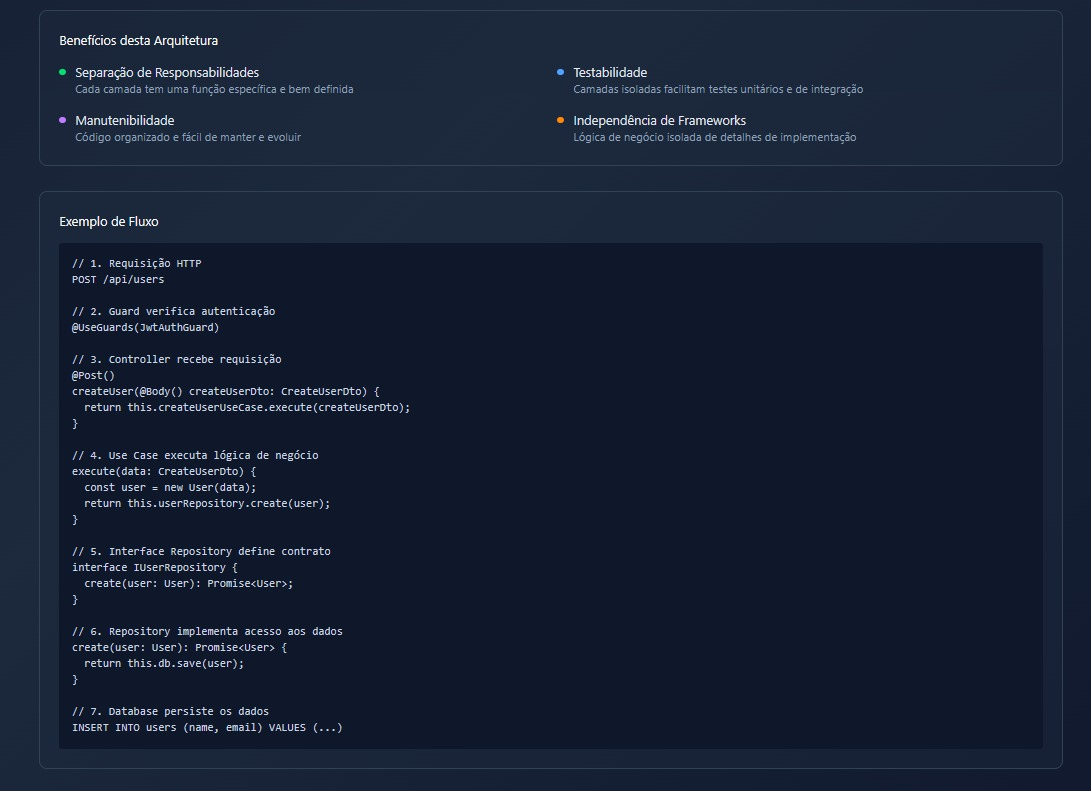 Benefícios desta Arquitetura
Separação de Responsabilidades
Cada camada tem uma função específica e bem definida
Testabilidade
Camadas isoladas facilitam testes unitários e de integração
Manutenibilidade
Código organizado e fácil de manter e evoluir
Independência de Frameworks
Lógica de negócio isolada de detalhes de implementação
Exemplo de Fluxo
// 1. Requisição HTTP
POST /api/users
// 2. Guard verifica autenticação
@UseGuards(JwtAuthGuard)
// 3. Controller recebe requisição
@Post()
createUser(@Body() createUserDto: CreateUserDto) {
  return this.createUserUseCase.execute(createUserDto);
}
// 4. Use Case executa lógica de negócio
execute(data: CreateUserDto) {
  const user = new User(data);
  return this.userRepository.create(user);
}
// 5. Interface Repository define contrato
interface IUserRepository {
  create(user: User): Promise<User>;
}
// 6. Repository implementa acesso aos dados
create(user: User): Promise<User> {
  return this.db.save(user);
}
// 7. Database persiste os dados
INSERT INTO users (name, email) VALUES (...)